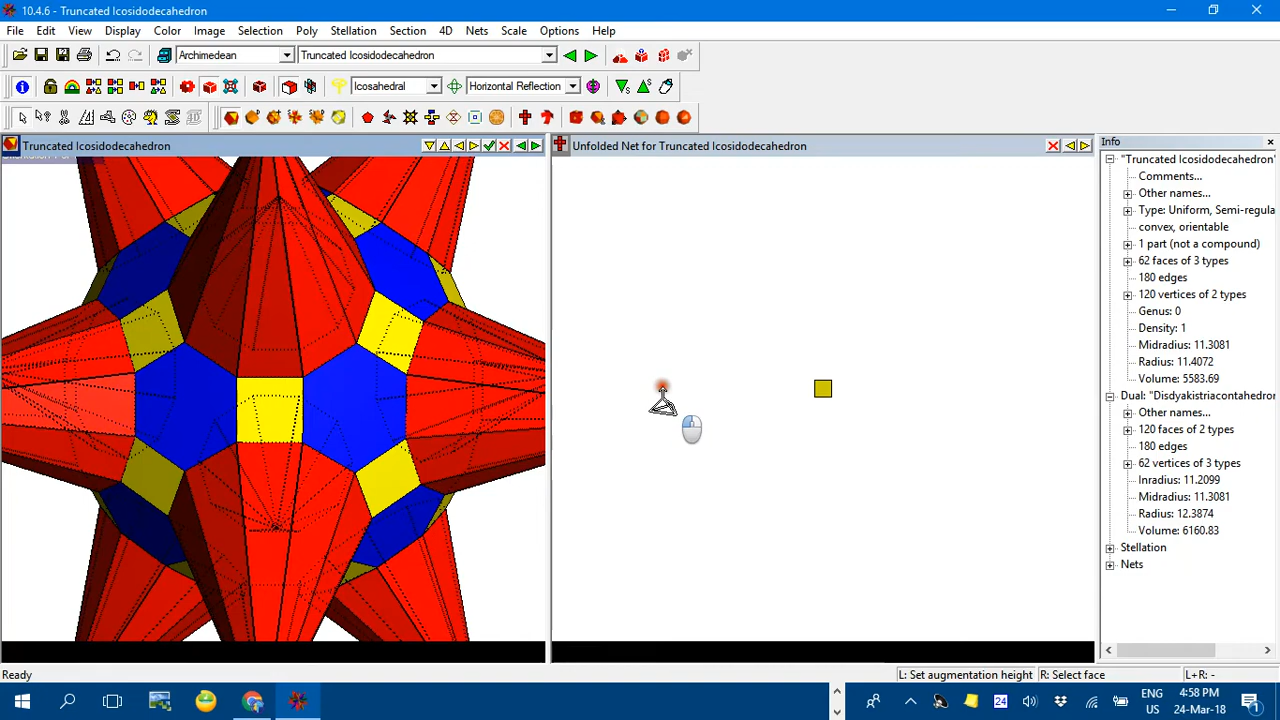 10.4.6 - Truncated Icosidodecahedron
File Edit View Display Color Image Selection Poly Stellation Section 4D Nets Scale Options Help
Archimedean Truncated Icosidodecahedron
Icosahedral Horizontal Reflection
Truncated Icosidodecahedron
Unfolded Net for Truncated Icosidodecahedron
Info
"Truncated Icosidodecahedron"
Comments...
Other names...
Type: Uniform, Semi-regula
convex, orientable
1 part (not a compound)
62 faces of 3 types
180 edges
120 vertices of 2 types
Genus: 0
Density: 1
Midradius: 11.3081
Radius: 11.4072
Volume: 5583.69
Dual: "Disdyakistriacontahedron
Other names...
120 faces of 2 types
180 edges
62 vertices of 3 types
Inradius: 11.2099
Midradius: 11.3081
Radius: 12.3874
Volume: 6160.83
Stellation
Nets
Ready
L: Set augmentation height R: Select face L+R: -
24
ENG
US
4:58 PM
24-Mar-18
1